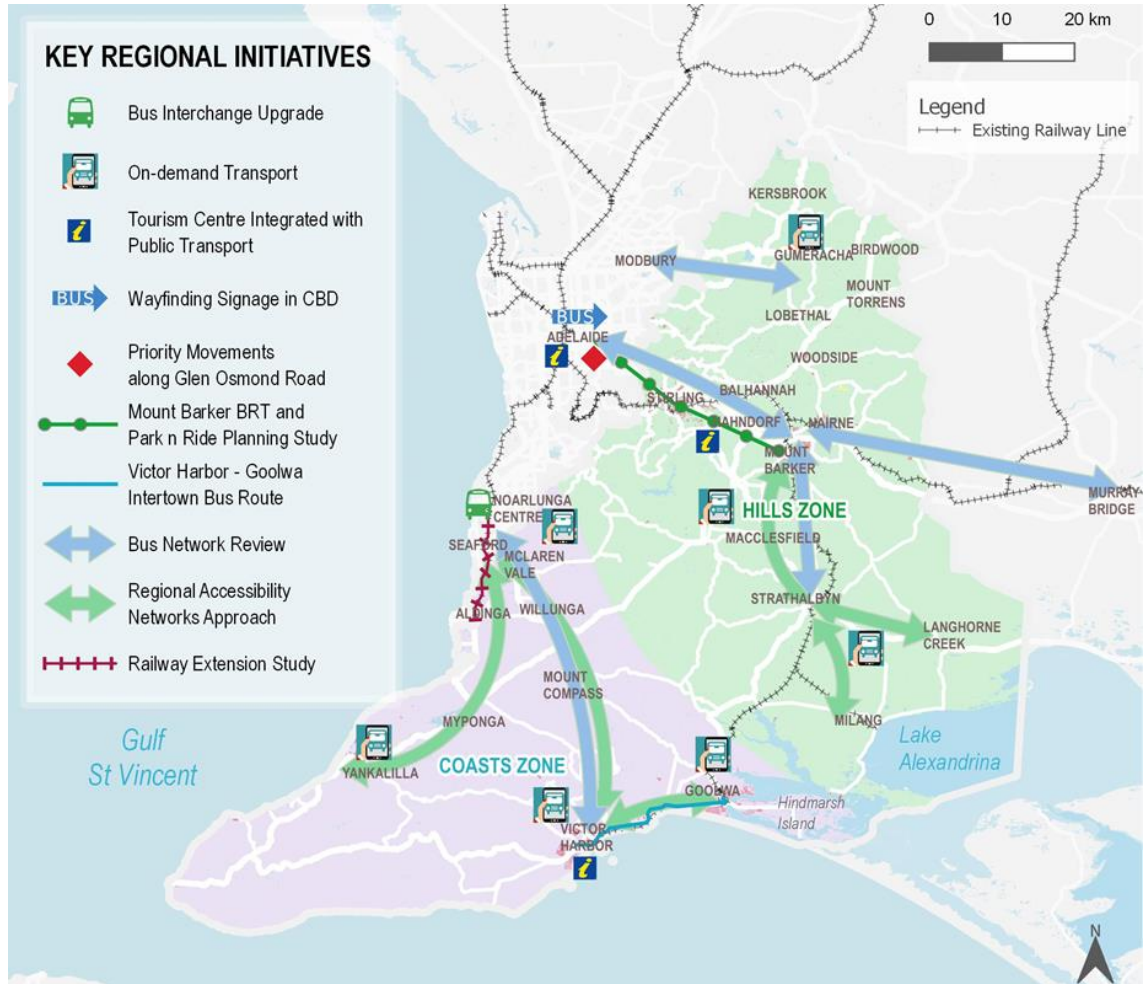 KEY REGIONAL INITIATIVES
Bus Interchange Upgrade
On-demand Transport
i
Tourism Centre Integrated with
Public Transport
BUS
Wayfinding Signage in CBD
Priority Movements
along Glen Osmond Road
Mount Barker BRT and
Park n Ride Planning Study
Victor Harbor - Goolwa
Intertown Bus Route
Bus Network Review
Regional Accessibility
Networks Approach
Railway Extension Study
0 10 20 km
Legend
Existing Railway Line
KERSBROOK
GUMERACHA
BIRDWOOD
MODBURY
MOUNT
TORRENS
LOBETHAL
BUS
ADELAIDE
i
WOODSIDE
BALHANNAH
STIRLING
HAHNDORF
NAIRNE
i
MOUNT
BARKER
MURRAY
BRIDGE
NOARLUNGA
CENTRE
HILLS ZONE
MACCLESFIELD
SEAFORD
MCLAREN
VALE
ALDINGA
WILLUNGA
STRATHALBYN
LANGHORNE
CREEK
MOUNT
COMPASS
MYPONGA
MILANG
Gulf
St Vincent
Lake
Alexandrina
YANKALILLA
COASTS ZONE
GOOLWA
Hindmarsh
Island
VICTOR
HARBOR
i
N